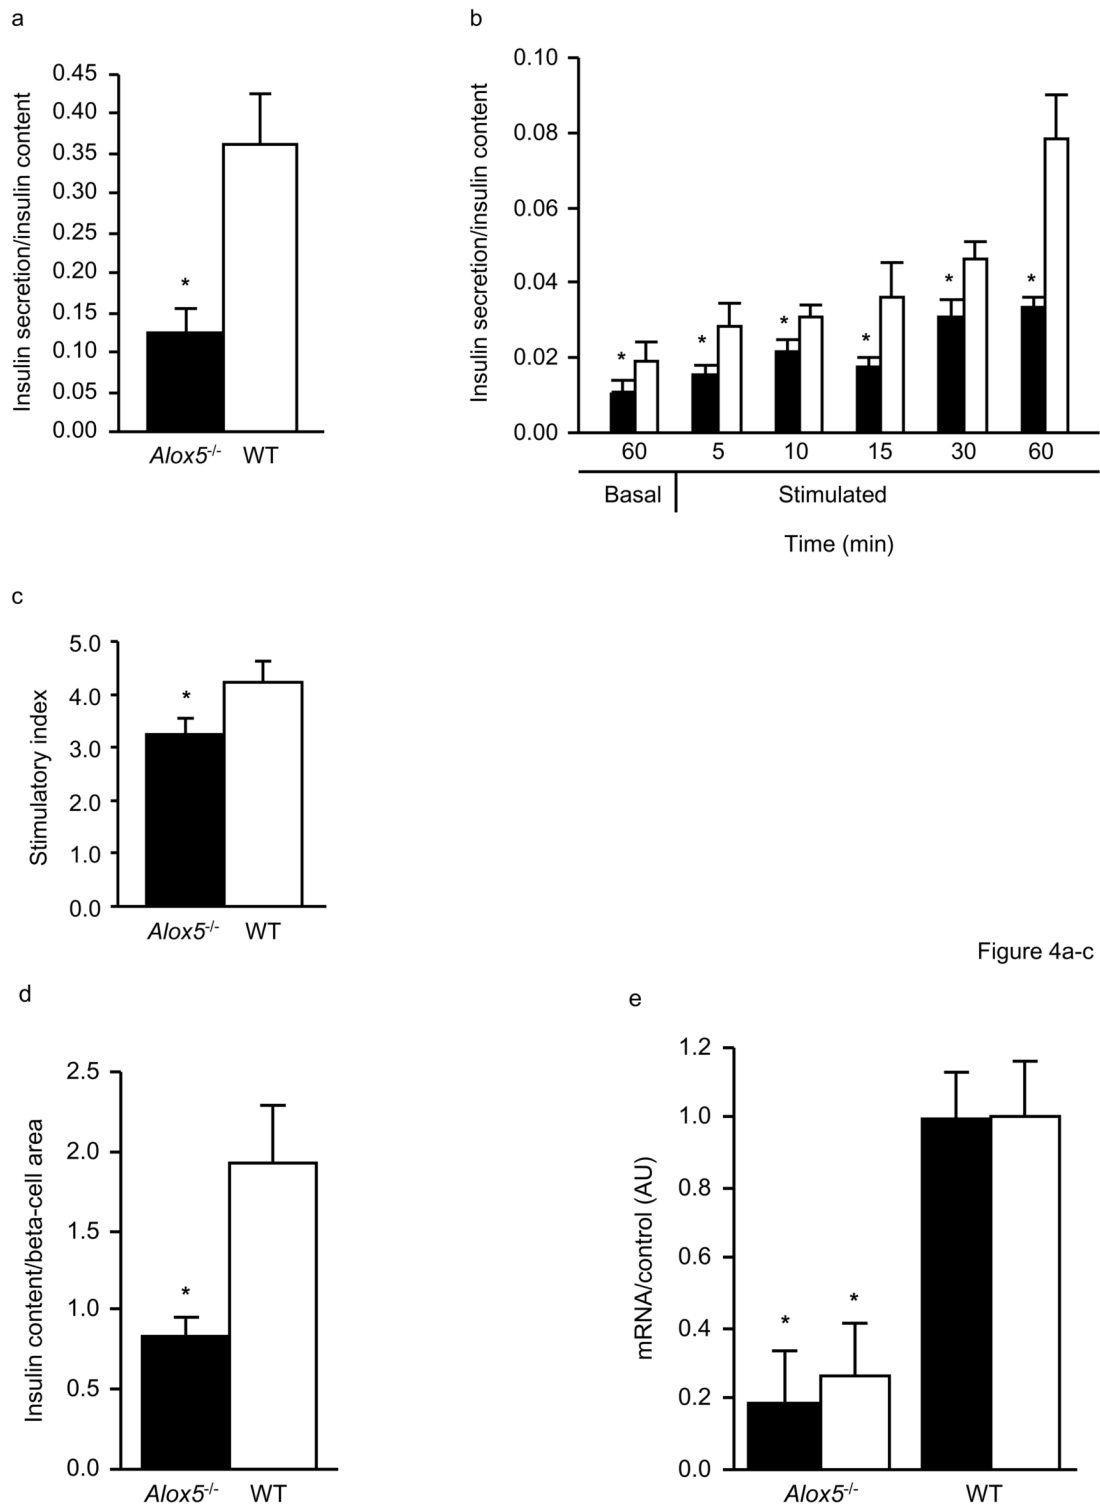 a
Insulin secretion/insulin content
0.45
0.40
0.35
0.30
0.25
0.20
0.15
0.10
0.05
0.00
*
Alox5-/- WT
b
Insulin secretion/insulin content
0.10
0.08
0.06
0.04
0.02
0.00
* * * * * *
60 5 10 15 30 60
Basal Stimulated
Time (min)
c
Stimulatory index
5.0
4.0
3.0
2.0
1.0
0.0
*
Alox5-/- WT
Figure 4a-c
d
Insulin content/beta-cell area
2.5
2.0
1.5
1.0
0.5
0.0
*
Alox5-/- WT
e
mRNA/control (AU)
1.2
1.0
0.8
0.6
0.4
0.2
0.0
* *
Alox5-/- WT